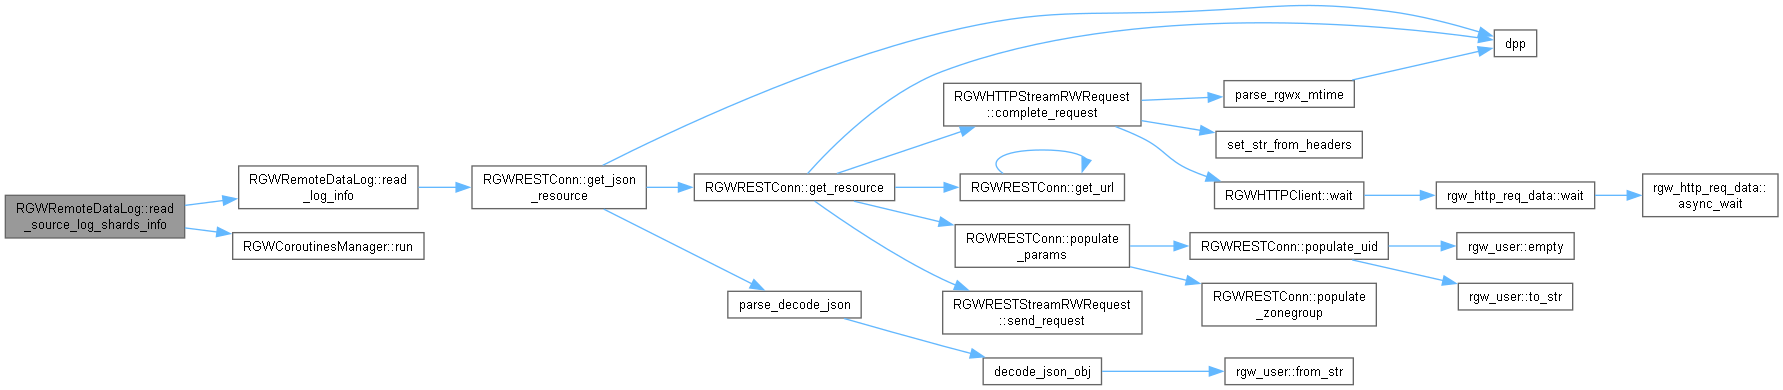 RGWRemoteDataLog::read
_source_log_shards_info
RGWRemoteDataLog::read
_log_info
RGWCoroutinesManager::run
RGWRESTConn::get_json
_resource
parse_decode_json
RGWRESTConn::get_resource
RGWHTTPStreamRWRequest
::complete_request
RGWRESTConn::get_url
RGWRESTConn::populate
_params
RGWRESTStreamRWRequest
::send_request
decode_json_obj
parse_rgwx_mtime
set_str_from_headers
RGWHTTPClient::wait
RGWRESTConn::populate_uid
RGWRESTConn::populate
_zonegroup
rgw_user::from_str
dpp
rgw_http_req_data::wait
rgw_user::empty
rgw_user::to_str
rgw_http_req_data::
async_wait